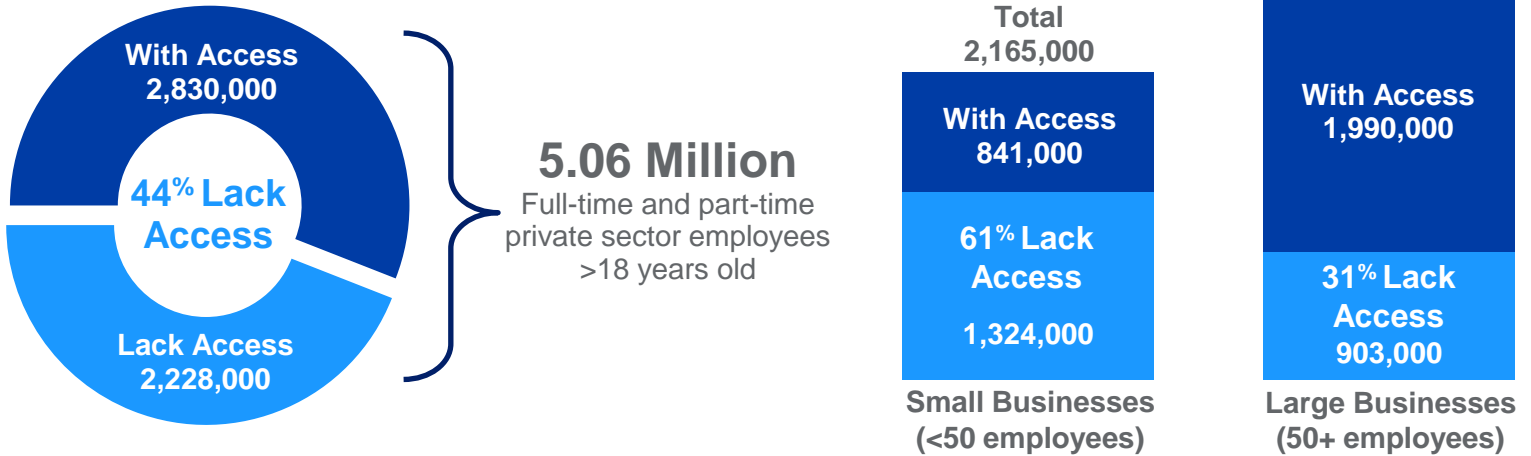 With Access
2,830,000
44% Lack
Access
Lack Access
2,228,000
5.06 Million
Full-time and part-time
private sector employees
>18 years old
Total
2,165,000
With Access
841,000
61% Lack
Access
1,324,000
Small Businesses
(<50 employees)
With Access
1,990,000
31% Lack
Access
903,000
Large Businesses
(50+ employees)